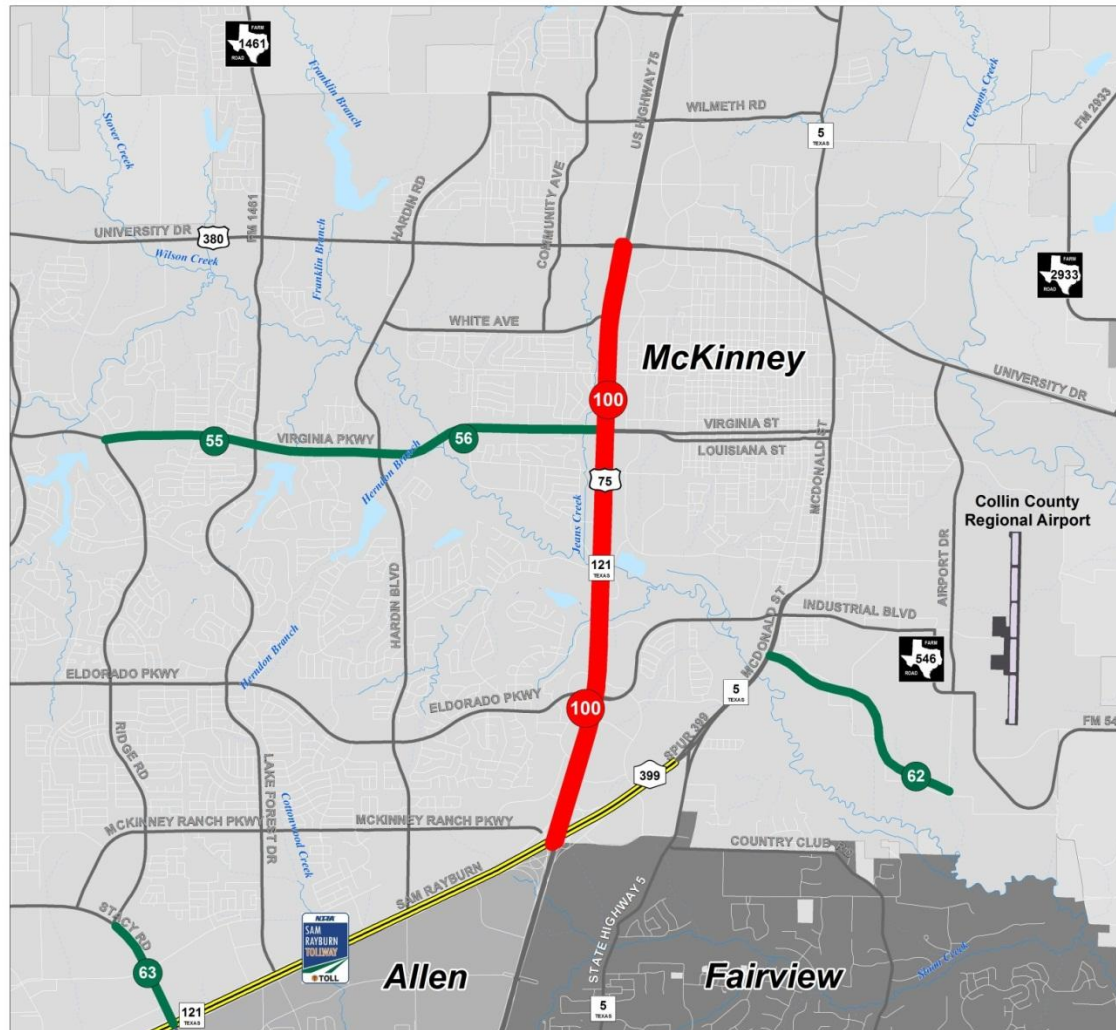 FARM
1461
ROAD
Franklin Branch
Stover Creek
US HIGHWAY 75
WILMETH RD
5
TEXAS
Clemons Creek
FM 2933
HARDIN RD
COMMUNITY AVE
FM 1461
UNIVERSITY DR
380
Wilson Creek
Franklin Branch
FARM
2933
ROAD
WHITE AVE
McKinney
UNIVERSITY DR
100
55
VIRGINIA PKWY
56
VIRGINIA ST
LOUISIANA ST
MCDONALD ST
Herndon Branch
75
Jeans Creek
Collin County
Regional Airport
121
TEXAS
HARDIN BLVD
AIRPORT DR
INDUSTRIAL BLVD
MCDONALD ST
FARM
546
ROAD
Herndon Branch
ELDORADO PKWY
ELDORADO PKWY
100
5
TEXAS
FM 54
RIDGE RD
LAKE FOREST DR
SPUR 399
399
62
Cottonwood Creek
MCKINNEY RANCH PKWY
MCKINNEY RANCH PKWY
COUNTRY CLUB
SAM RAYBURN
STACY RD
NTTA
SAM
RAYBURN
TOLLWAY
TOLL
STATE HIGHWAY 5
63
Allen
Fairview
121
TEXAS
5
TEXAS